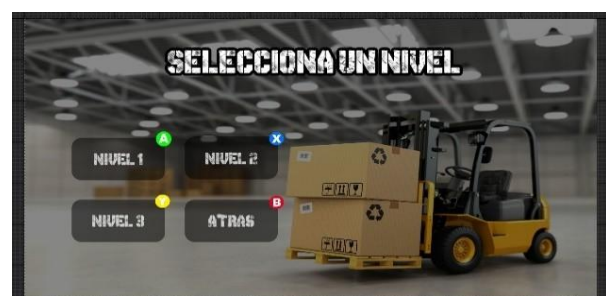 SELECCIONA UN NIVEL
A
NIVEL 1
X
NIVEL 2
Y
NIVEL 3
B
ATRAS